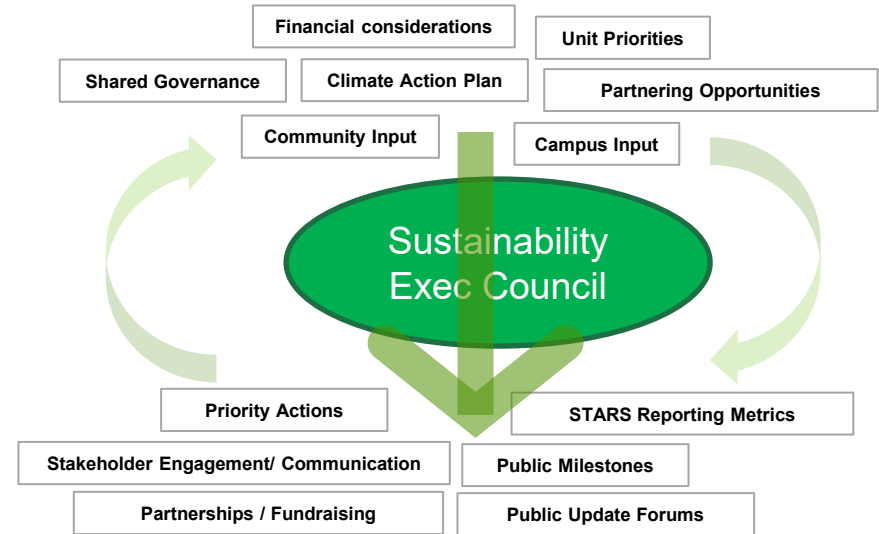 Financial considerations
Unit Priorities
Shared Governance
Climate Action Plan
Partnering Opportunities
Community Input
Campus Input
Sustainability
Exec Council
Priority Actions
STARS Reporting Metrics
Stakeholder Engagement/ Communication
Public Milestones
Partnerships / Fundraising
Public Update Forums